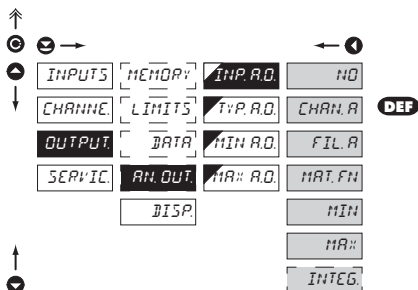 INPUTS MEMORY INP. A.O. NO
CHANNE. LIMITS TYP. A.O. CHAN. A DEF
OUTPUT. DATA MIN A.O. FIL. A
SERVIC. AN. OUT. MAX A.O. MAT. FN
DISP. MIN
MAX
INTEG.